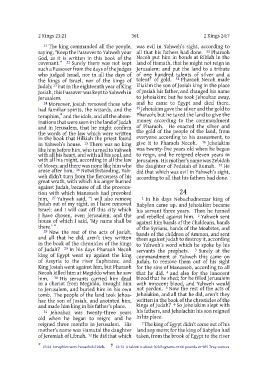 2 Kings 23:21
361
2 Kings 24:7
21 The king commanded all the people,
saying, "Keep the Passover to Yahweh your
God, as it is written in this book of the
covenant." 22 Surely there was not kept
such a Passover from the days of the judges
who judged Israel, nor in all the days of
the kings of Israel, nor of the kings of
Judah; 23 but in the eighteenth year of King
Josiah, this Passover was kept to Yahweh in
Jerusalem.
24 Moreover, Josiah removed those who
had familiar spirits, the wizards, and the
teraphim, and the idols, and all the abom-
inations that were seen in the land of Judah
and in Jerusalem, that he might confirm
the words of the law which were written
in the book that Hilkiah the priest found
in Yahweh's house. 25 There was no king
like him before him, who turned to Yahweh
with all his heart, and with all his soul, and
with all his might, according to all the law
of Moses; and there was none like him who
arose after him. 26 Notwithstanding, Yah-
weh didn't turn from the fierceness of his
great wrath, with which his anger burned
against Judah, because of all the provoca-
tion with which Manasseh had provoked
him. 27 Yahweh said, "I will also remove
Judah out of my sight, as I have removed
Israel; and I will cast off this city which
I have chosen, even Jerusalem, and the
house of which I said, 'My name shall be
there.'"
28 Now the rest of the acts of Josiah,
and all that he did, aren't they written
in the book of the chronicles of the kings
of Judah? 29 In his days Pharaoh Necoh
king of Egypt went up against the king
of Assyria to the river Euphrates; and
King Josiah went against him, but Pharaoh
Necoh killed him at Megiddo when he saw
him. 30 His servants carried him dead
in a chariot from Megiddo, brought him
to Jerusalem, and buried him in his own
tomb. The people of the land took Jehoa-
haz the son of Josiah, and anointed him,
and made him king in his father's place.
31 Jehoahaz was twenty-three years
old when he began to reign; and he
reigned three months in Jerusalem. His
mother's name was Hamutal the daughter
of Jeremiah of Libnah. 32 He did that which
was evil in Yahweh's sight, according to
all that his fathers had done. 33 Pharaoh
Necoh put him in bonds at Riblah in the
land of Hamath, that he might not reign in
Jerusalem; and put the land to a tribute
of one hundred talents of silver and a
talent of gold. 34 Pharaoh Necoh made
Eliakim the son of Josiah king in the place
of Josiah his father, and changed his name
to Jehoiakim; but he took Jehoahaz away,
and he came to Egypt and died there.
35 Jehoiakim gave the silver and the gold to
Pharaoh; but he taxed the land to give the
money according to the commandment
of Pharaoh. He exacted the silver and
the gold of the people of the land, from
everyone according to his assessment, to
give it to Pharaoh Necoh. 36 Jehoiakim
was twenty-five years old when he began
to reign, and he reigned eleven years in
Jerusalem. His mother's name was Zebidah
the daughter of Pedaiah of Rumah. 37 He
did that which was evil in Yahweh's sight,
according to all that his fathers had done.
24
1 In his days Nebuchadnezzar king of
Babylon came up, and Jehoiakim became
his servant three years. Then he turned
and rebelled against him. 2 Yahweh sent
against him bands of the Chaldeans, bands
of the Syrians, bands of the Moabites, and
bands of the children of Ammon, and sent
them against Judah to destroy it, according
to Yahweh's word which he spoke by his
servants the prophets. 3 Surely at the
commandment of Yahweh this came on
Judah, to remove them out of his sight
for the sins of Manasseh, according to all
that he did, 4 and also for the innocent
blood that he shed; for he filled Jerusalem
with innocent blood, and Yahweh would
not pardon. 5 Now the rest of the acts of
Jehoiakim, and all that he did, aren't they
written in the book of the chronicles of the
kings of Judah? 6 So Jehoiakim slept with
his fathers, and Jehoiachin his son reigned
in his place.
7 The king of Egypt didn't come out of his
land any more; for the king of Babylon had
taken, from the brook of Egypt to the river